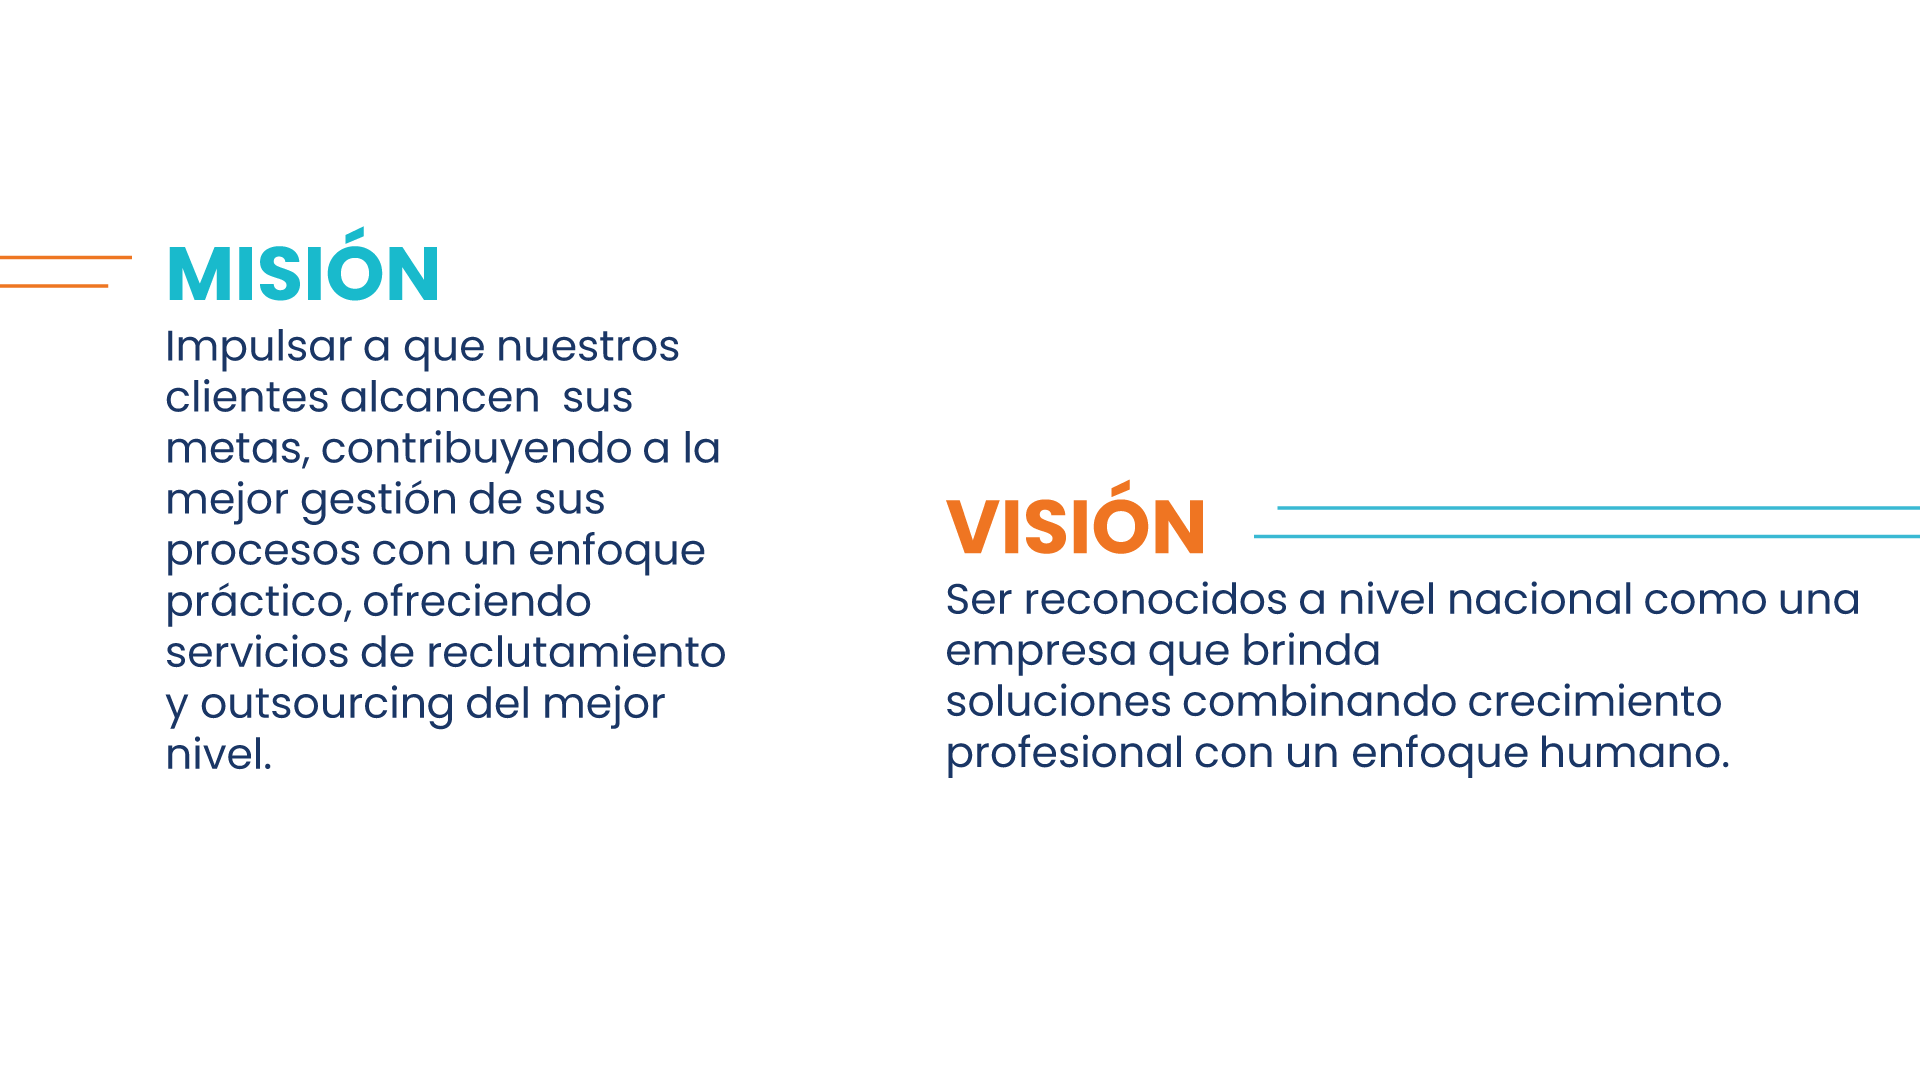 MISIÓN
Impulsar a que nuestros
clientes alcancen  sus
metas, contribuyendo a la
mejor gestión de sus
procesos con un enfoque
práctico, ofreciendo
servicios de reclutamiento
y outsourcing del mejor
nivel.
VISIÓN
Ser reconocidos a nivel nacional como una
empresa que brinda
soluciones combinando crecimiento
profesional con un enfoque humano.